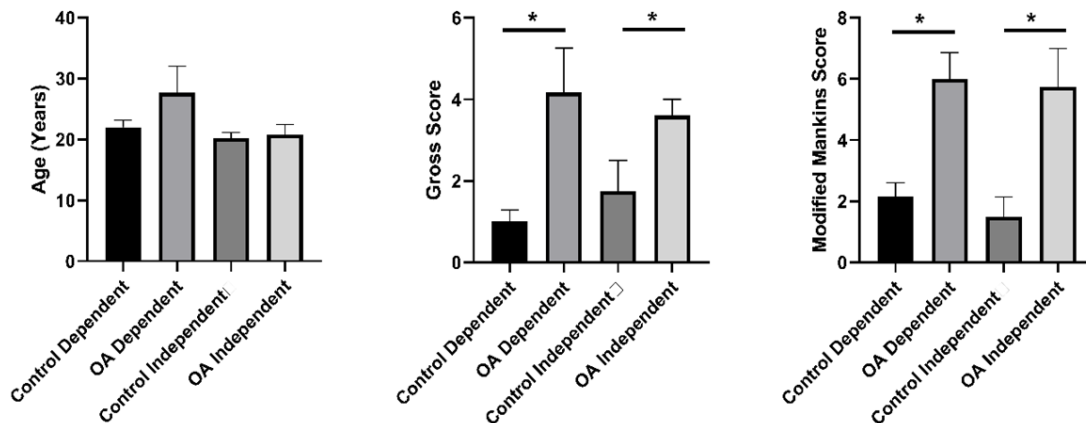 Age (Years)
40
30
20
10
0
Control Dependent
OA Dependent
Control Independent
OA Independent
Gross Score
6
4
2
0
*
*
Control Dependent
OA Dependent
Control Independent
OA Independent
Modified Mankins Score
8
6
4
2
0
*
*
Control Dependent
OA Dependent
Control Independent
OA Independent